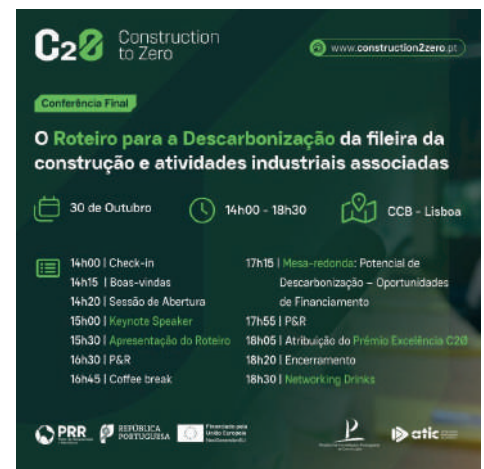 C2Ø Construction
to Zero
www.construction2zero.pt
Conferência Final
O Roteiro para a Descarbonização da fileira da
construção e atividades industriais associadas
30 de Outubro
14h00 - 18h30
CCB - Lisboa
14h00 | Check-in
14h15 | Boas-vindas
14h20 | Sessão de Abertura
15h00 | Keynote Speaker
15h30 | Apresentação do Roteiro
16h30 | P&R
16h45 | Coffee break
17h15 | Mesa-redonda: Potencial de
Descarbonização – Oportunidades
de Financiamento
17h55 | P&R
18h05 | Atribuição do Prémio Excelência C2Ø
18h20 | Encerramento
18h30 | Networking Drinks
PRR
REPÚBLICA
PORTUGUESA
Financiado pela
União Europeia
NextGenerationEU
atic